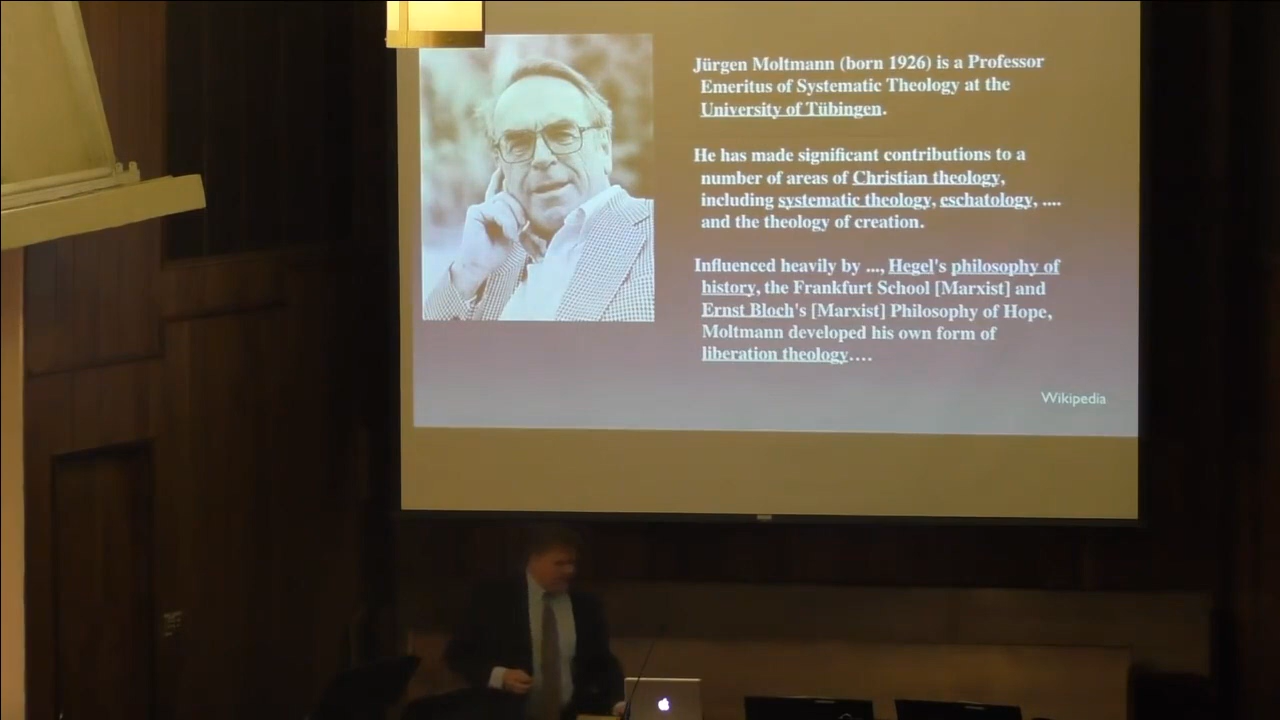 Jürgen Moltmann (born 1926) is a Professor
Emeritus of Systematic Theology at the
University of Tübingen.
He has made significant contributions to a
number of areas of Christian theology,
including systematic theology, eschatology, ....
and the theology of creation.
Influenced heavily by ..., Hegel's philosophy of
history, the Frankfurt School [Marxist] and
Ernst Bloch's [Marxist] Philosophy of Hope,
Moltmann developed his own form of
liberation theology….
Wikipedia